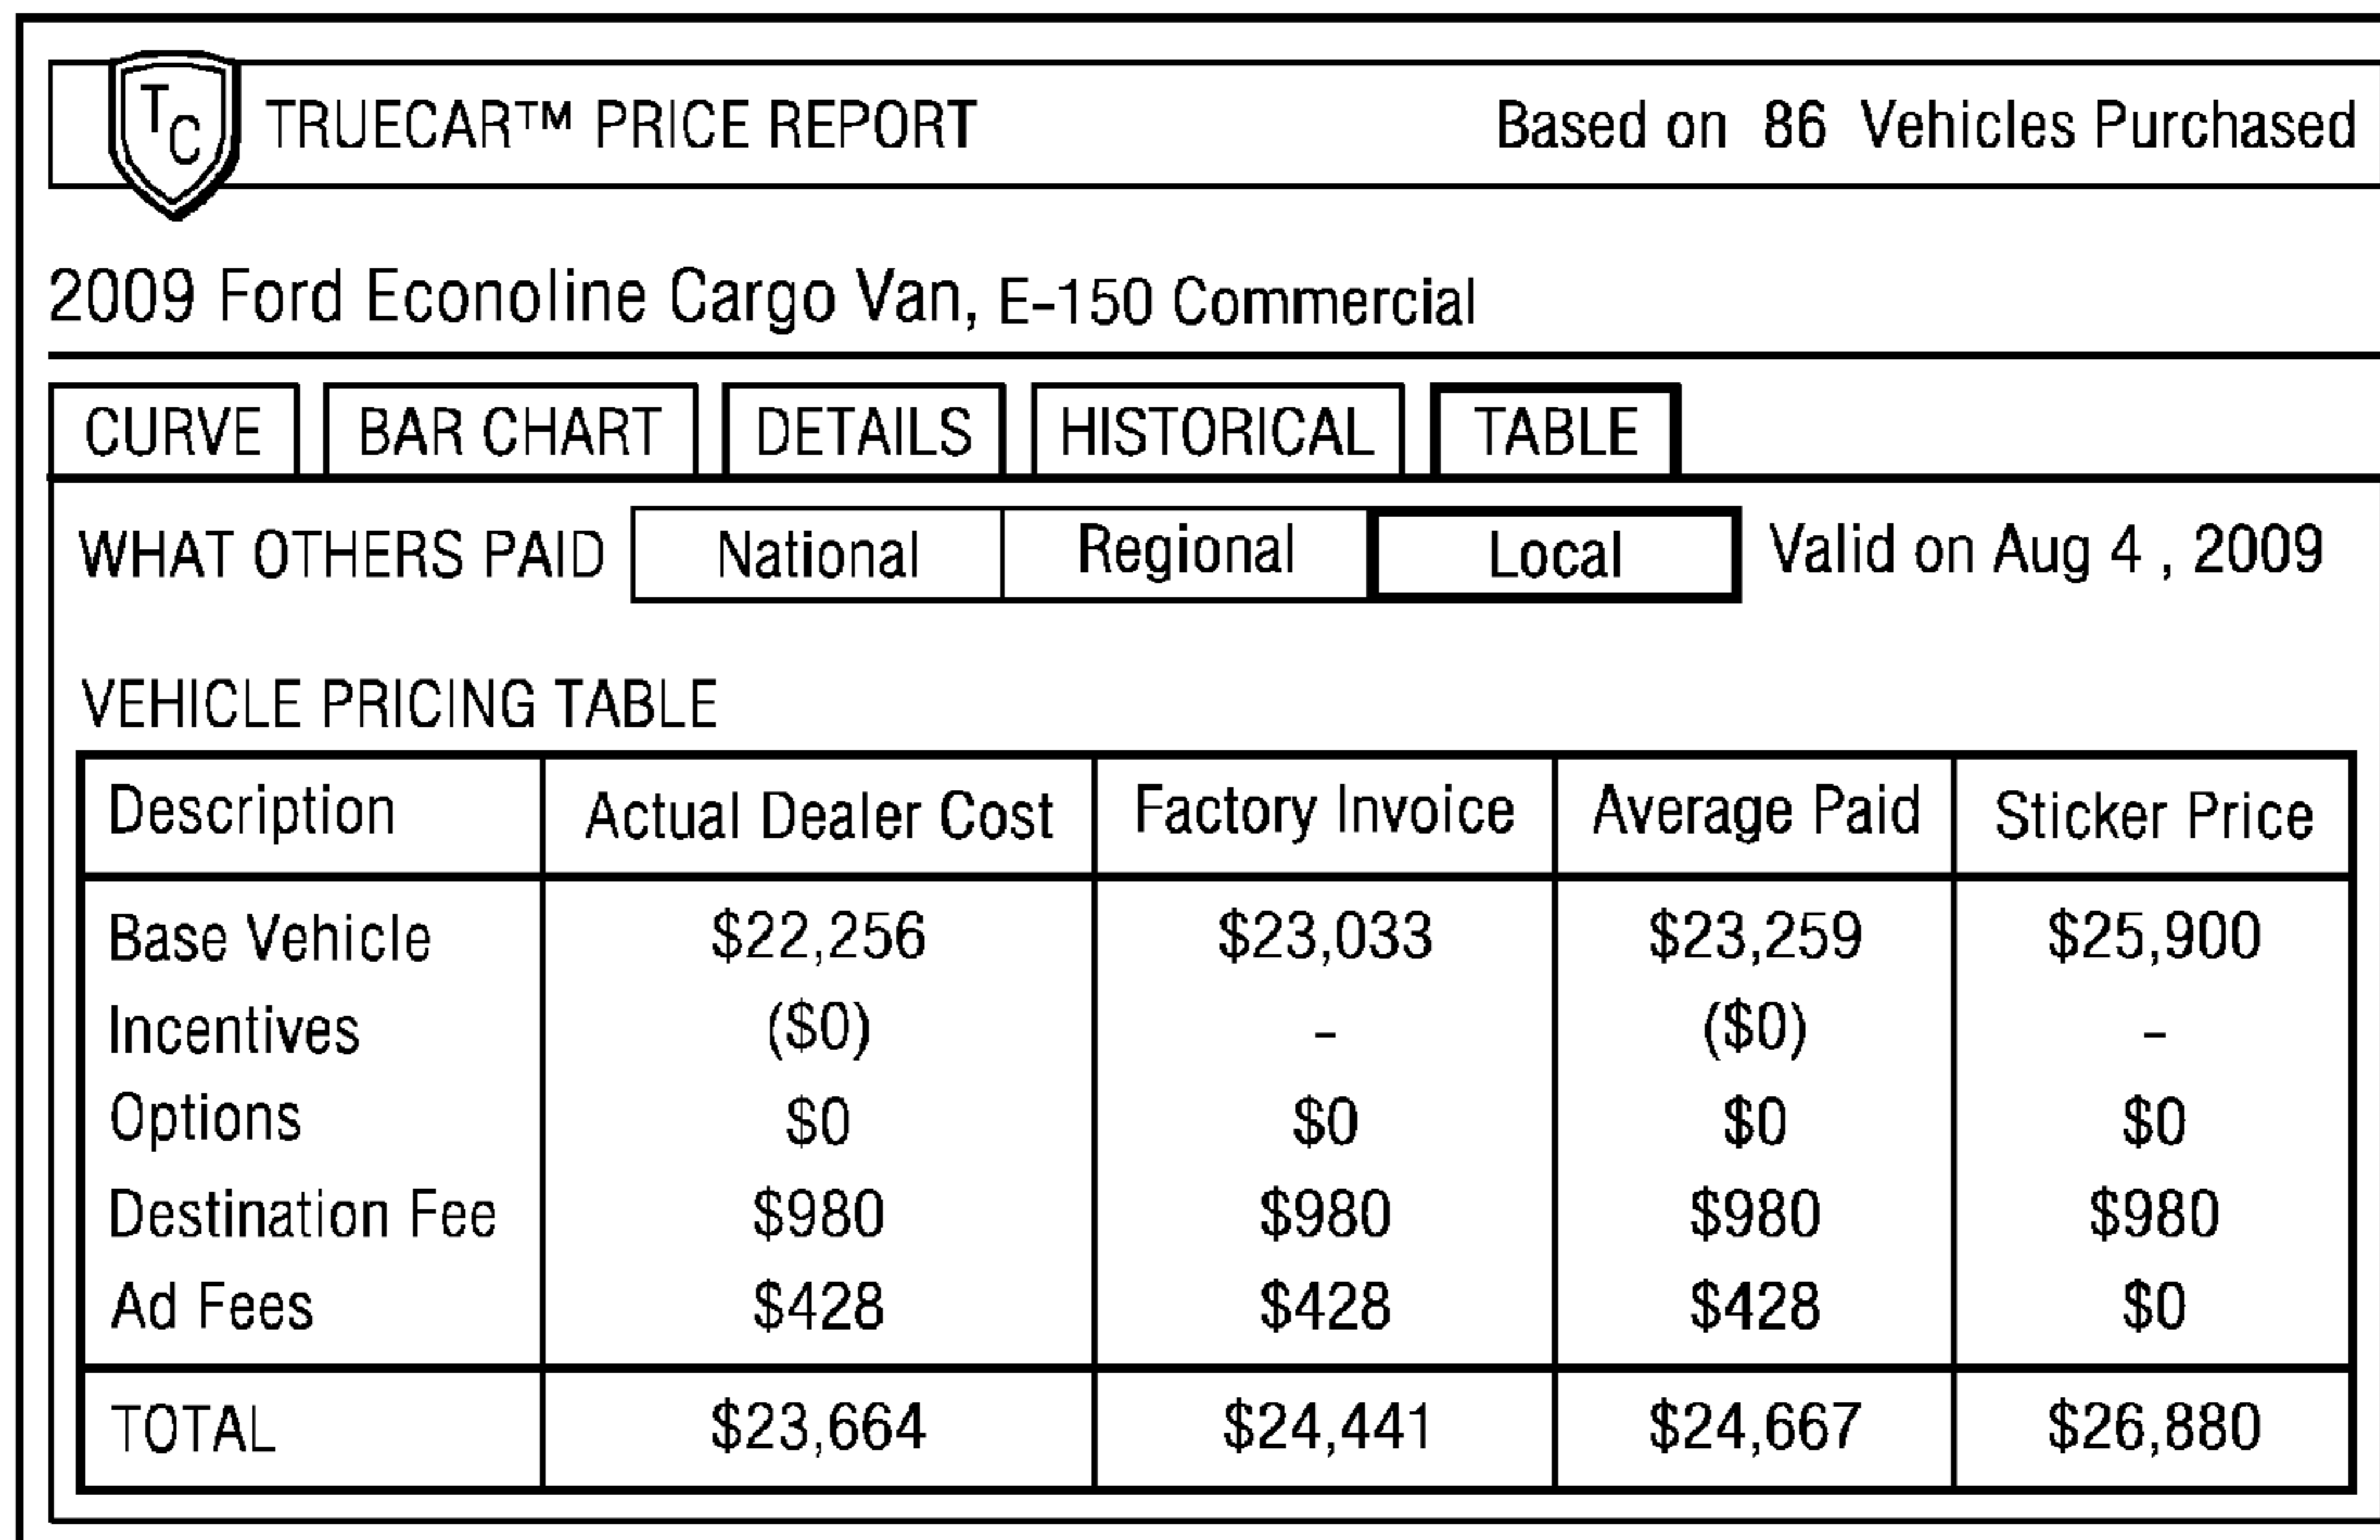 TC TRUECAR™ PRICE REPORT Based on 86 Vehicles Purchased
2009 Ford Econoline Cargo Van, E-150 Commercial
CURVE BAR CHART DETAILS HISTORICAL TABLE
WHAT OTHERS PAID National Regional Local Valid on Aug 4 , 2009
VEHICLE PRICING TABLE
Description Actual Dealer Cost Factory Invoice Average Paid Sticker Price
Base Vehicle $22,256 $23,033 $23,259 $25,900
Incentives ($0) - ($0) -
Options $0 $0 $0 $0
Destination Fee $980 $980 $980 $980
Ad Fees $428 $428 $428 $0
TOTAL $23,664 $24,441 $24,667 $26,880